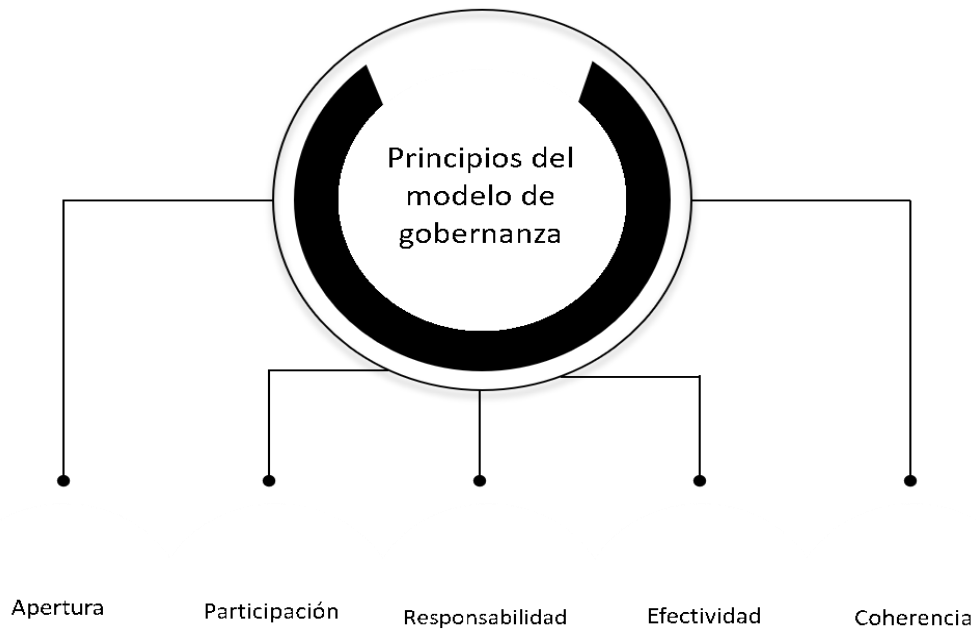 Principios del
modelo de
gobernanza
Apertura
Participación
Responsabilidad
Efectividad
Coherencia